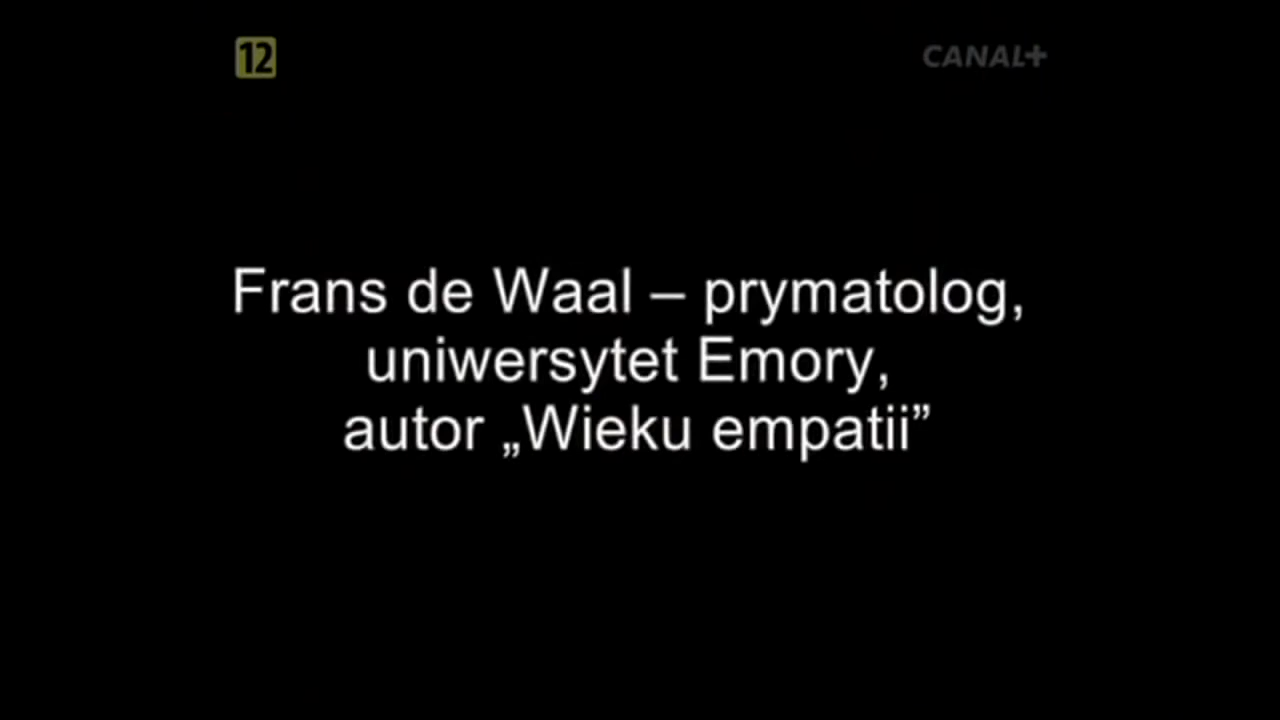 12
CANAL+
Frans de Waal – prymatolog,
uniwersytet Emory,
autor „Wieku empatii”